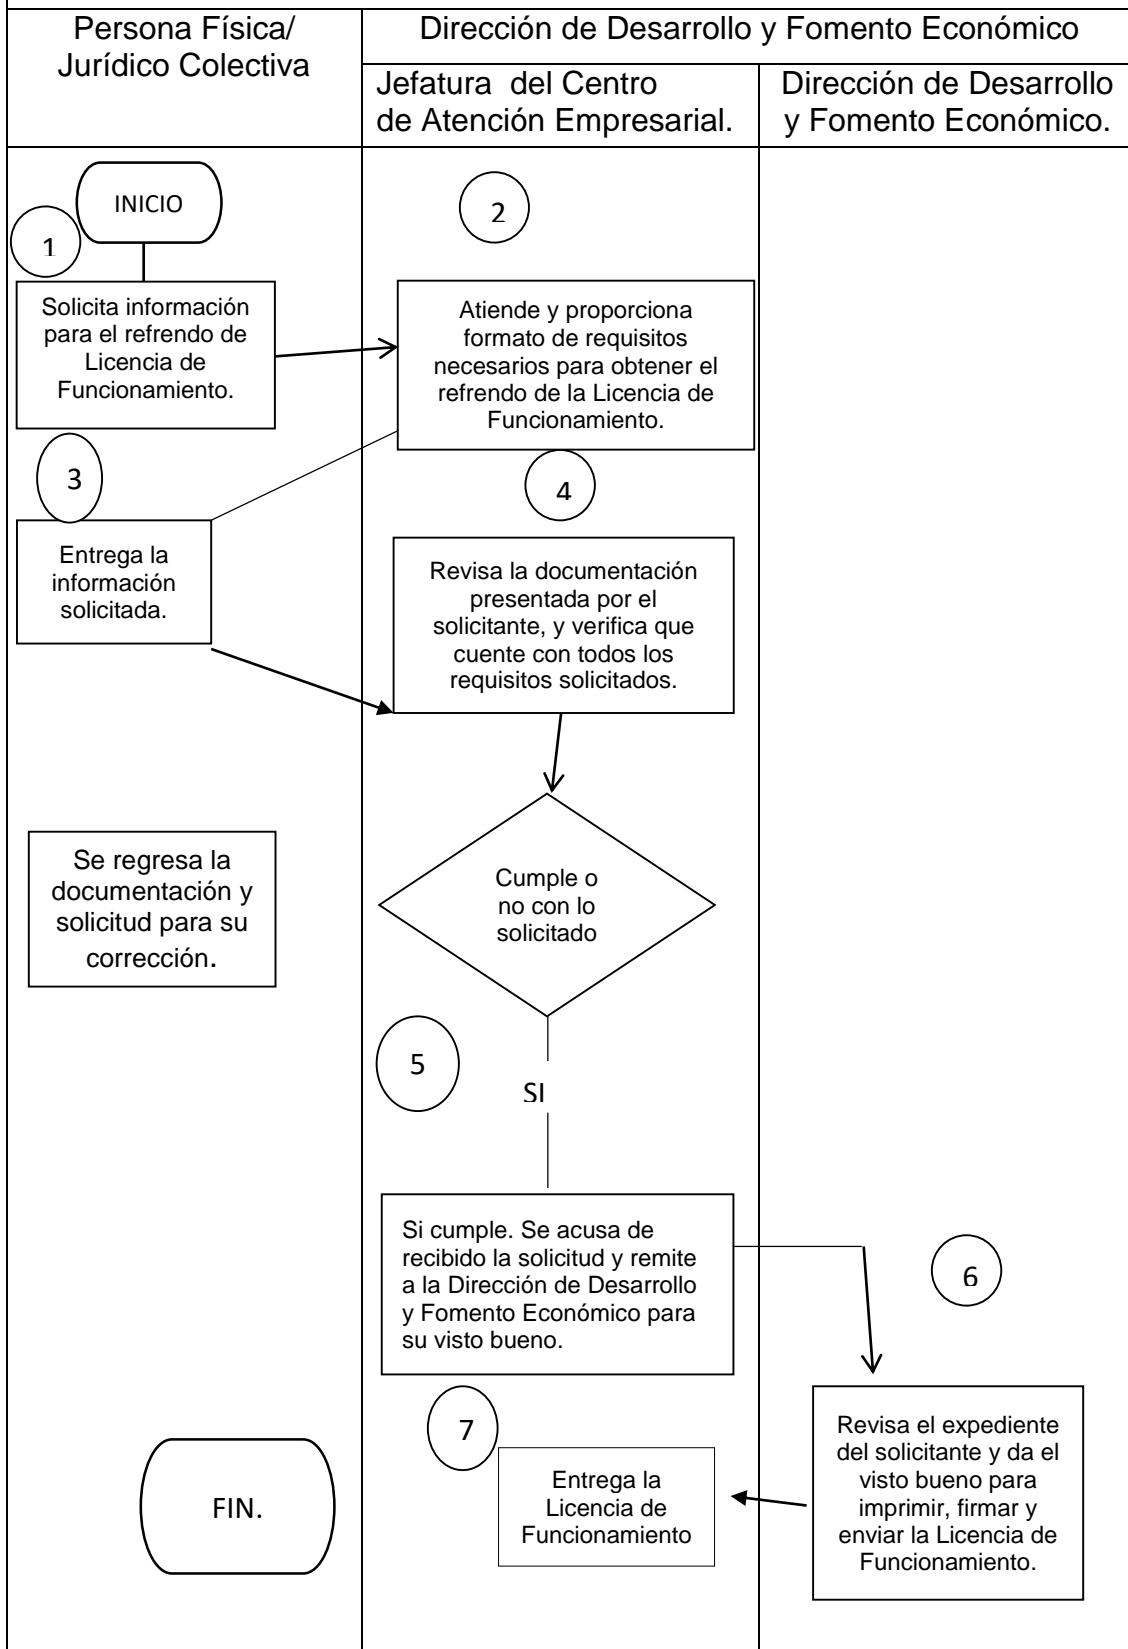 Persona Física/
Jurídico Colectiva
Dirección de Desarrollo y Fomento Económico
Jefatura del Centro
de Atención Empresarial.
Dirección de Desarrollo
y Fomento Económico.
INICIO
1
2
Solicita información
para el refrendo de
Licencia de
Funcionamiento.
Atiende y proporciona
formato de requisitos
necesarios para obtener el
refrendo de la Licencia de
Funcionamiento.
3
4
Entrega la
información
solicitada.
Revisa la documentación
presentada por el
solicitante, y verifica que
cuente con todos los
requisitos solicitados.
Se regresa la
documentación y
solicitud para su
corrección.
Cumple o
no con lo
solicitado
5
SI
Si cumple. Se acusa de
recibido la solicitud y remite
a la Dirección de Desarrollo
y Fomento Económico para
su visto bueno.
6
7
Revisa el expediente
del solicitante y da el
visto bueno para
imprimir, firmar y
enviar la Licencia de
Funcionamiento.
Entrega la
Licencia de
Funcionamiento
FIN.